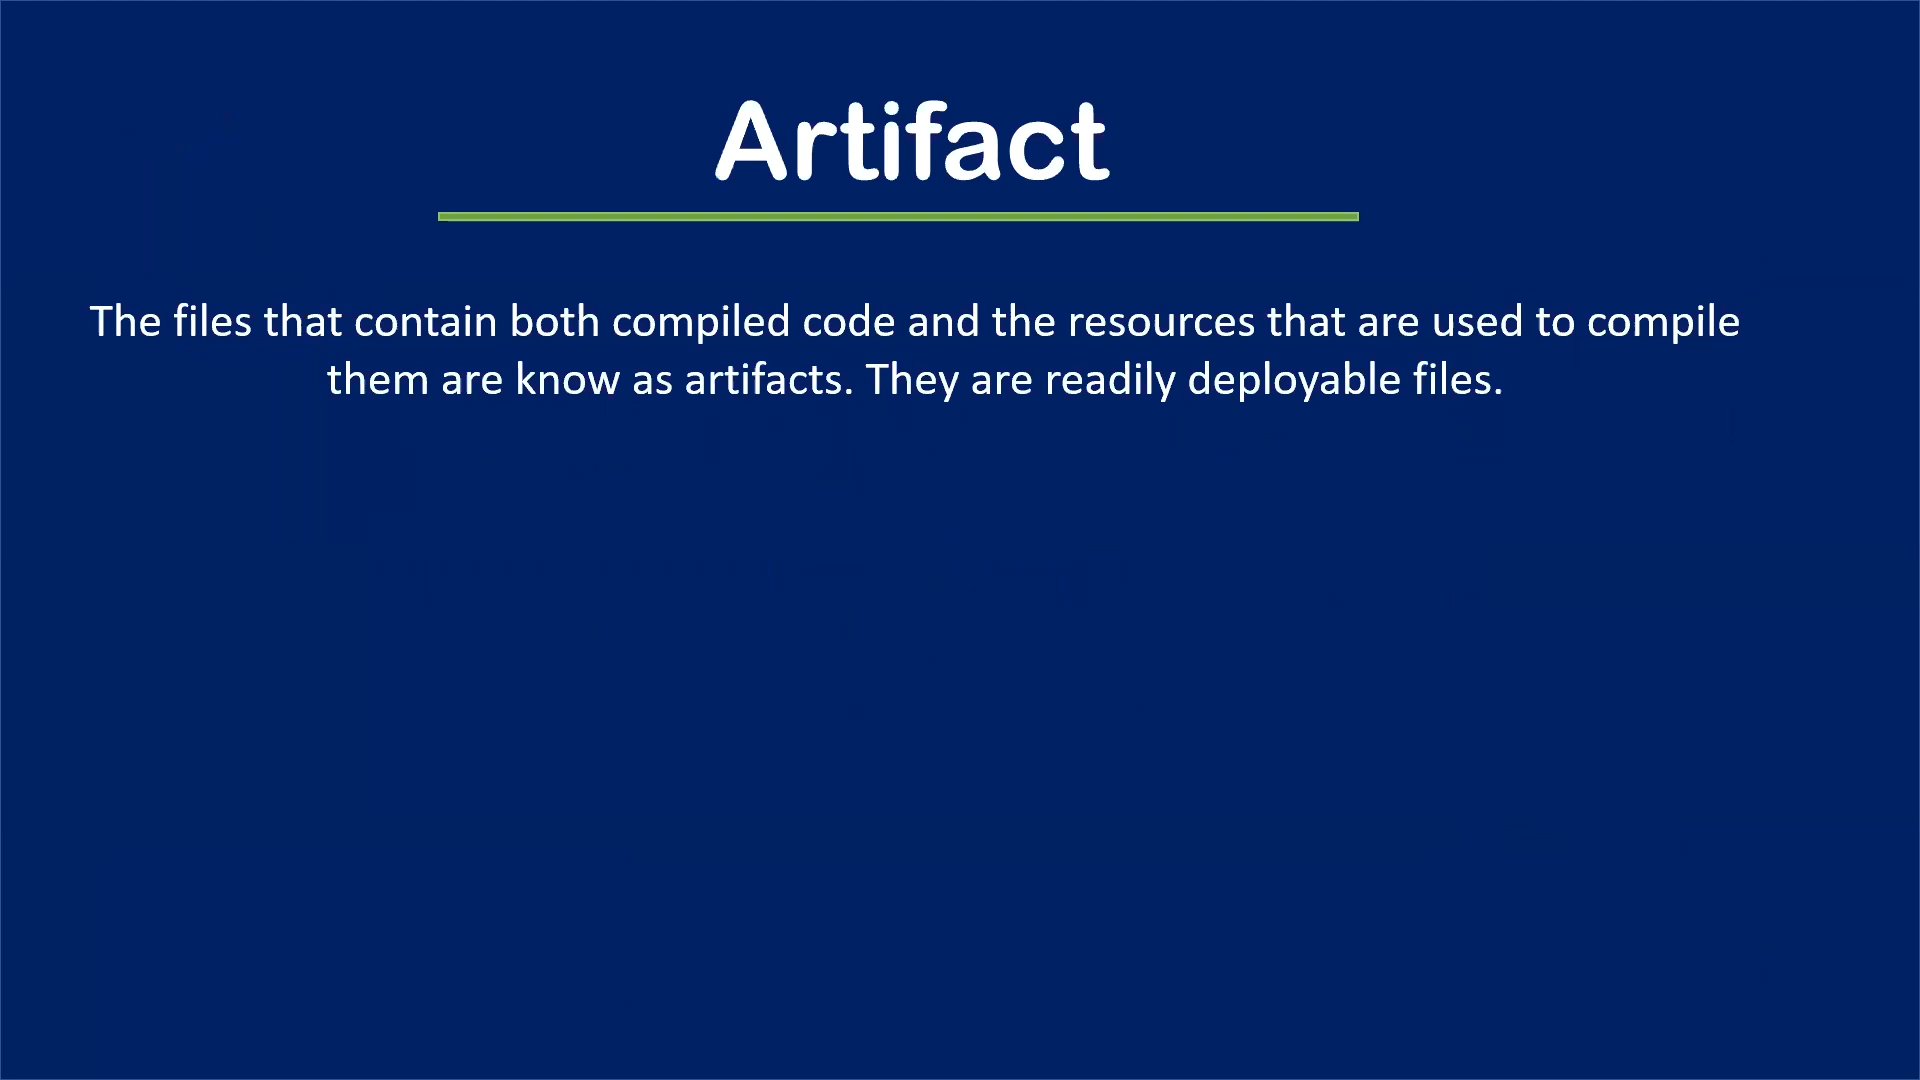 Artifact
The files that contain both compiled code and the resources that are used to compile
them are know as artifacts. They are readily deployable files.